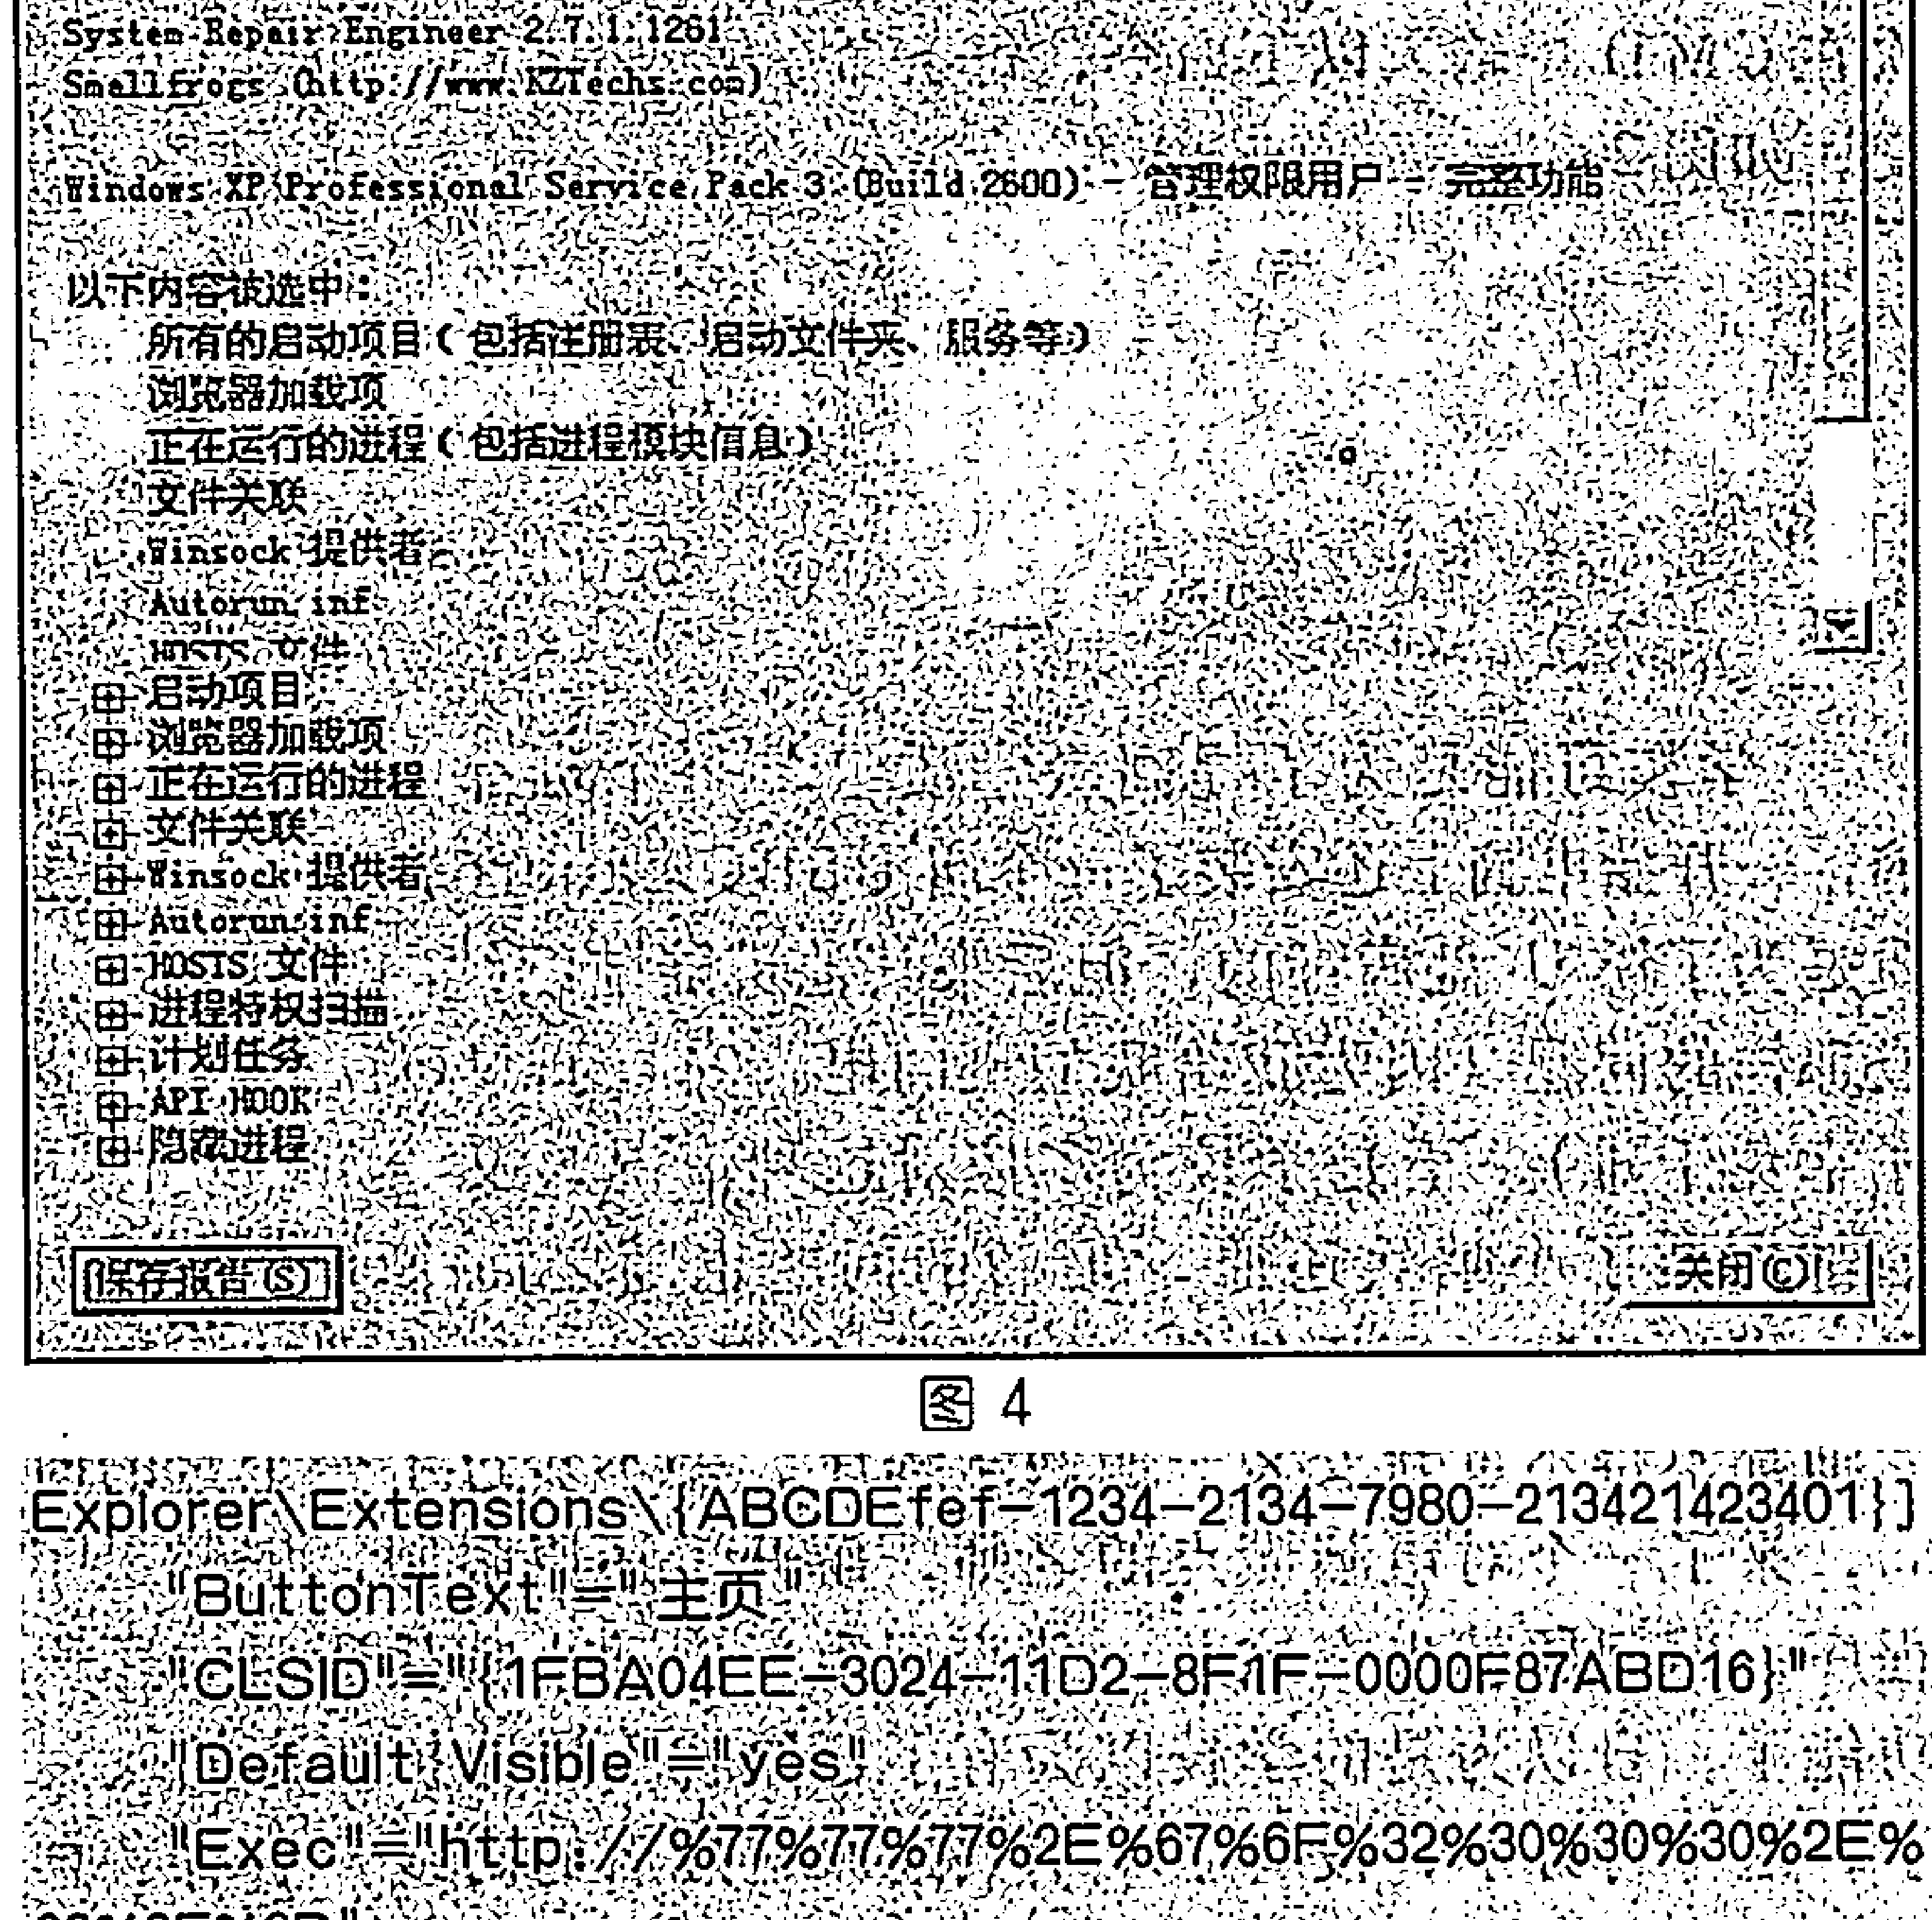 System Repair Engineer 2.7.1.1261
Smallfrogs (http://www.KZTechs.com)
Windows XP Professional Service Pack 3 (Build 2600) - 管理权限用户 - 完整功能
以下内容被选中:
所有的启动项目(包括注册表、启动文件夹、服务等)
浏览器加载项
正在运行的进程(包括进程模块信息)
文件关联
Winsock 提供者
Autorun.inf
HOSTS 文件
启动项目
浏览器加载项
正在运行的进程
文件关联
Winsock 提供者
Autorun.inf
HOSTS 文件
进程特权扫描
计划任务
API HOOK
隐藏进程
保存报告(S)
关闭(C)
图 4
Explorer\Extensions\{ABCDEfef-1234-2134-7980-213421423401}]
"ButtonText"="主页"
"CLSID"="{1FBA04EE-3024-11D2-8F1F-0000F87ABD16}"
"Default Visible"="yes"
"Exec"="http://%77%77%77%2E%67%6F%32%30%30%30%2E%